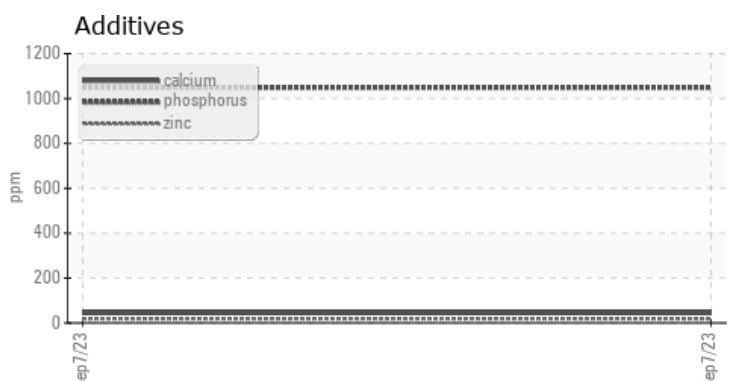 Additives
1200
1000
800
600
400
200
0
ppm
calcium
phosphorus
zinc
ep7/23
ep7/23